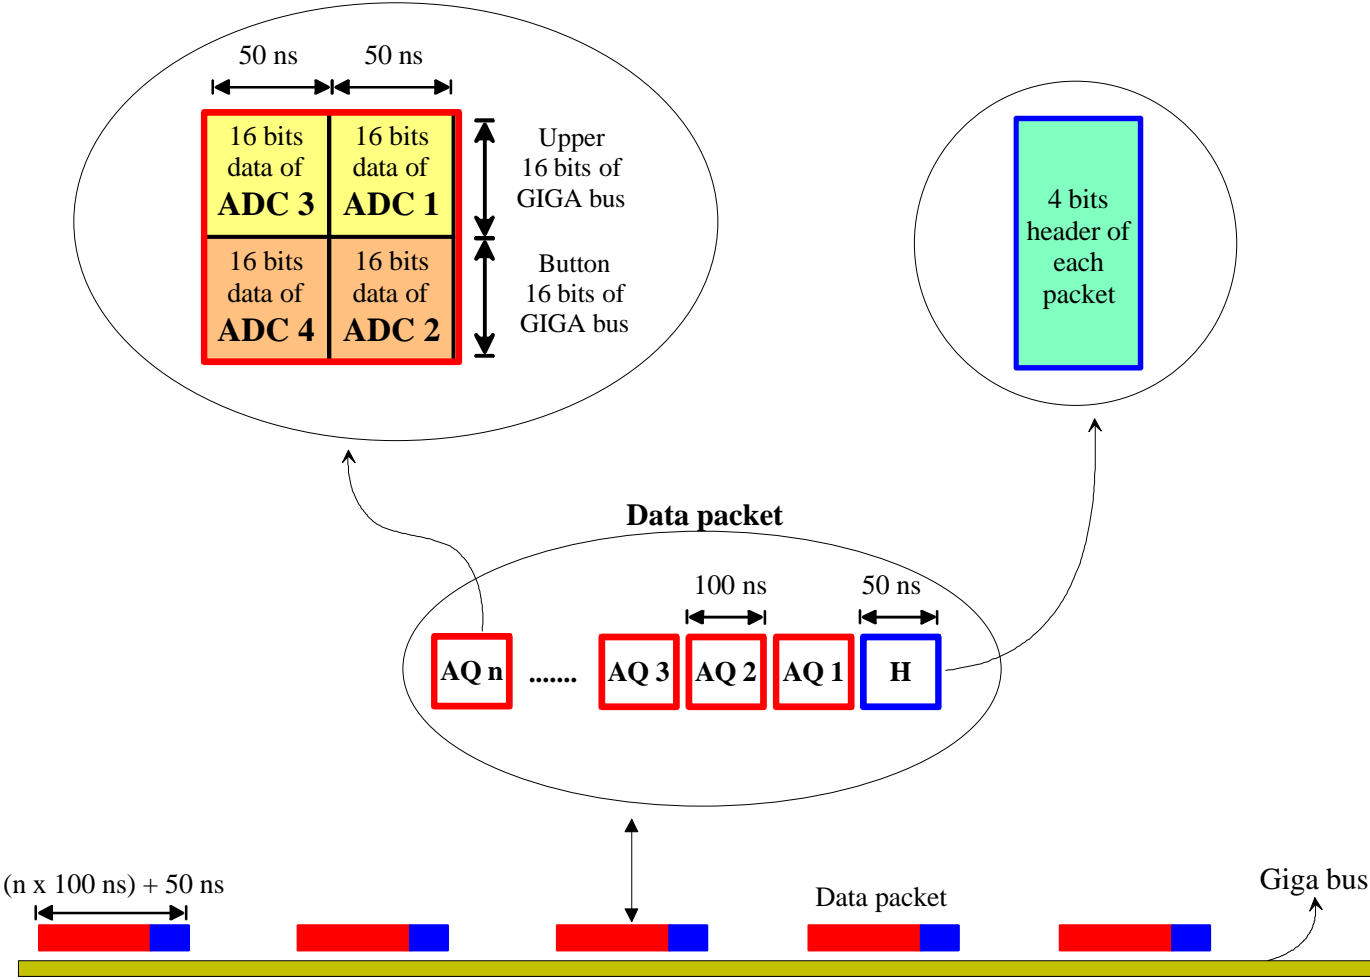 50 ns
50 ns
16 bits
data of
ADC 3
16 bits
data of
ADC 1
Upper
16 bits of
GIGA bus
16 bits
data of
ADC 4
16 bits
data of
ADC 2
Button
16 bits of
GIGA bus
4 bits
header of
each
packet
Data packet
100 ns
50 ns
AQ n
.......
AQ 3
AQ 2
AQ 1
H
(n x 100 ns) + 50 ns
Data packet
Giga bus